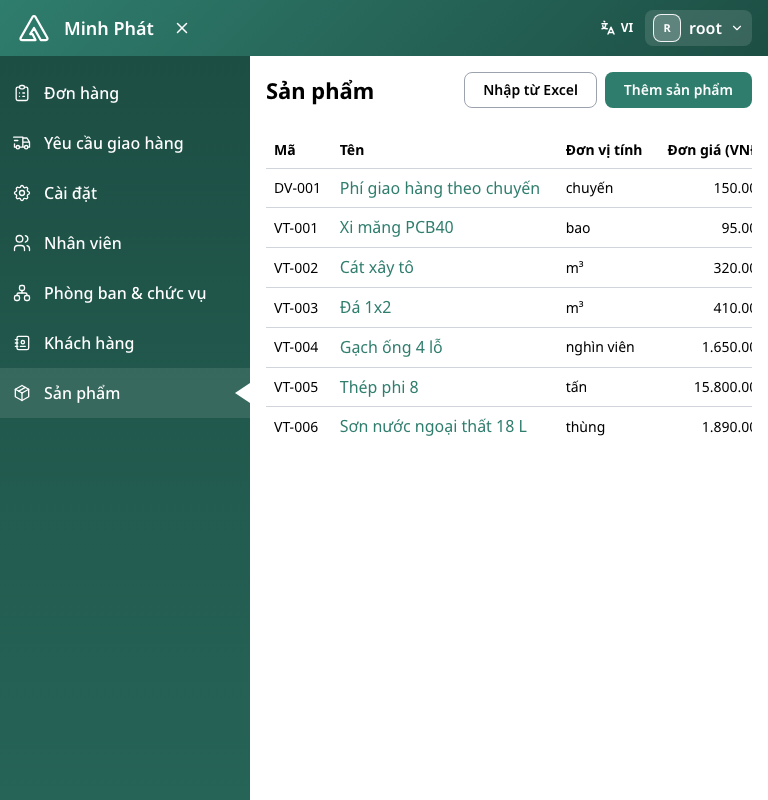 Minh Phát
VI
R
root
Đơn hàng
Yêu cầu giao hàng
Cài đặt
Nhân viên
Phòng ban & chức vụ
Khách hàng
Sản phẩm
Sản phẩm
Nhập từ Excel
Thêm sản phẩm
Mã Tên Đơn vị tính Đơn giá
DV-001 Phí giao hàng theo chuyến chuyến
VT-001 Xi măng PCB40 bao
VT-002 Cát xây tô m³
VT-003 Đá 1x2 m³
VT-004 Gạch ống 4 lỗ nghìn viên
VT-005 Thép phi 8 tấn
VT-006 Sơn nước ngoại thất 18 L thùng